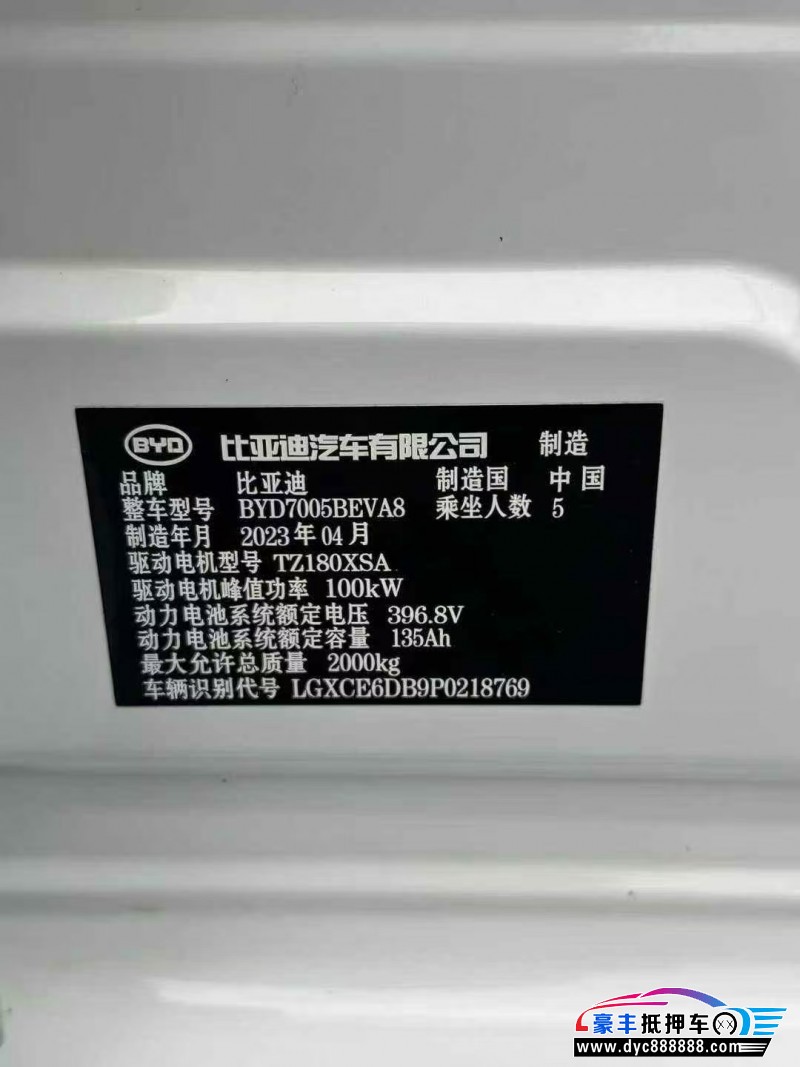 BYD 比亚迪汽车有限公司 制造
品牌 比亚迪 制造国 中国
整车型号 BYD7005BEVA8 乘坐人数 5
制造年月 2023年04月
驱动电机型号 TZ180XSA
驱动电机峰值功率 100kW
动力电池系统额定电压 396.8V
动力电池系统额定容量 135Ah
最大允许总质量 2000kg
车辆识别代号 LGXCE6DB9P0218769
豪丰抵押车
www.dyc888888.com